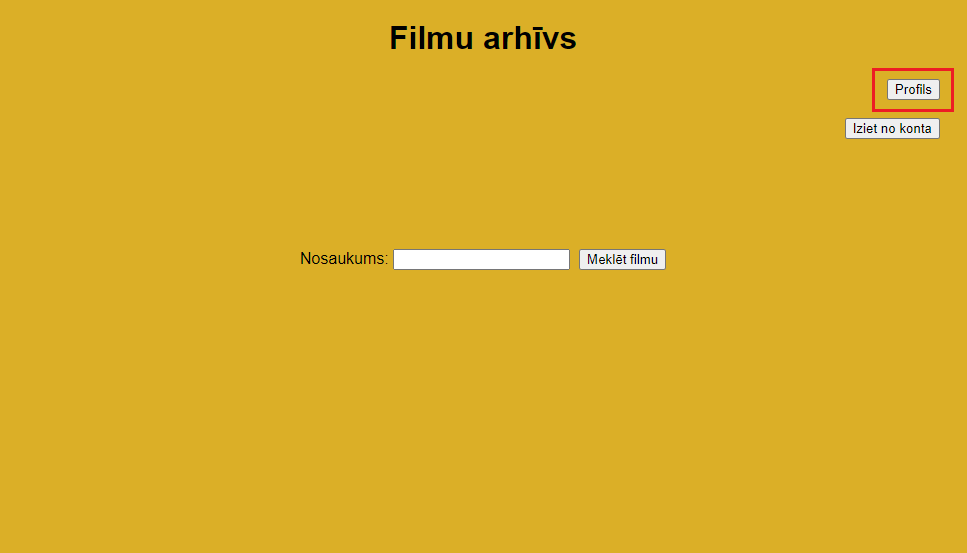 Filmu arhīvs
Profils
Iziet no konta
Nosaukums: Meklēt filmu